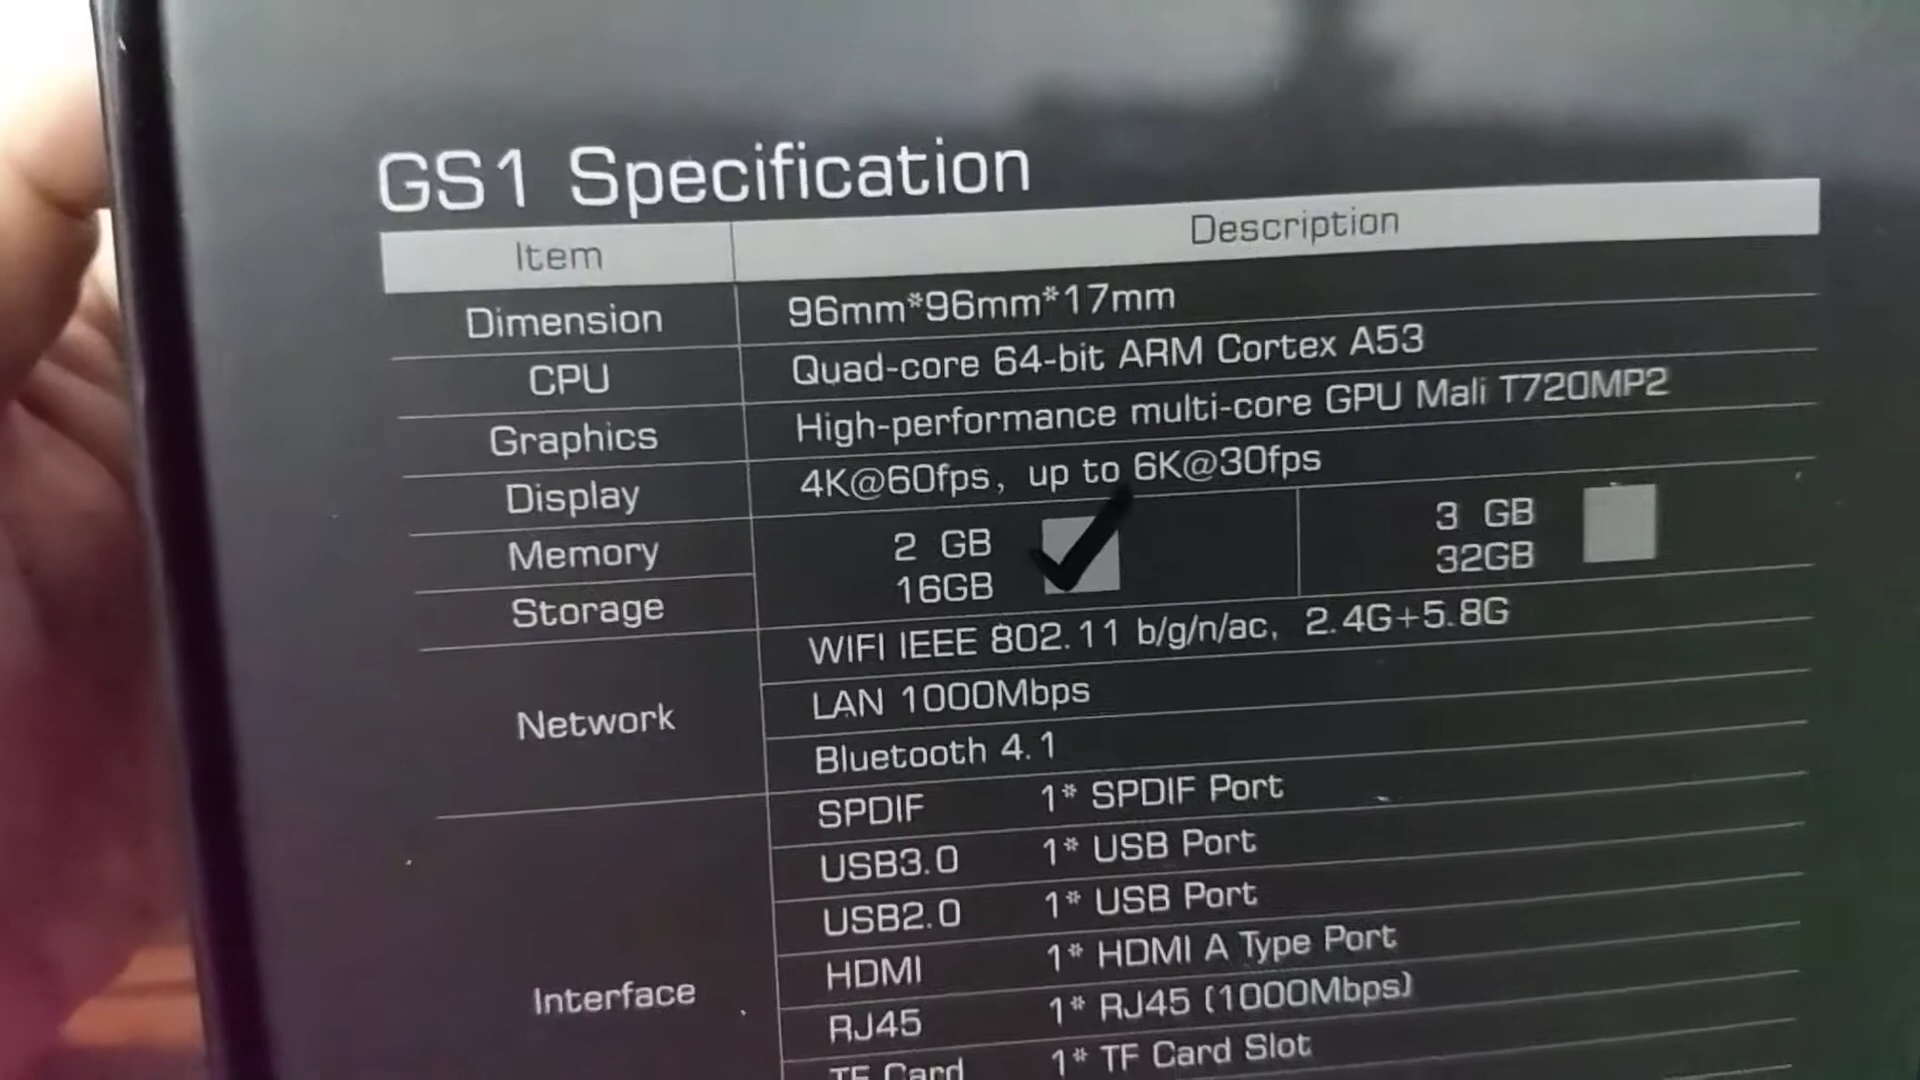 GS1 Specification
Item Description
Dimension 96mm*96mm*17mm
CPU Quad-core 64-bit ARM Cortex A53
Graphics High-performance multi-core GPU Mali T720MP2
Display 4K@60fps, up to 6K@30fps
Memory 2 GB 3 GB
Storage 16GB 32GB
WIFI IEEE 802.11 b/g/n/ac, 2.4G+5.8G
Network LAN 1000Mbps
Bluetooth 4.1
SPDIF 1* SPDIF Port
USB3.0 1* USB Port
USB2.0 1* USB Port
HDMI 1* HDMI A Type Port
Interface RJ45 1* RJ45 (1000Mbps)
TF Card 1* TF Card Slot